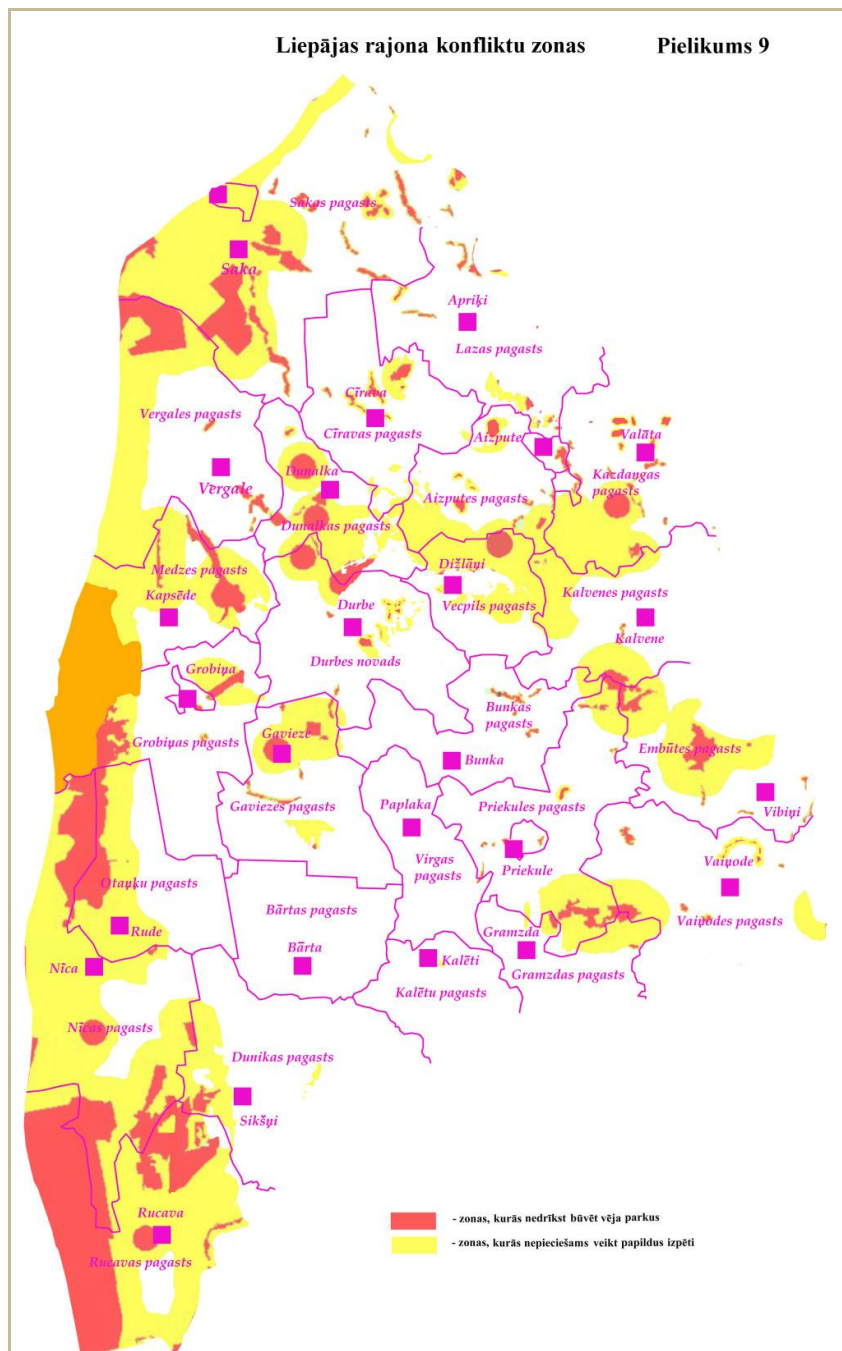 Liepājas rajona konfliktu zonas Pielikums 9
Sakas pagasts
Saka
Apriķi
Lazas pagasts
Vergales pagasts
Cīrava
Cīravas pagasts
Aizpute
Valāta
Kazdangas
pagasts
Vergale
Dunalka
Aizputes pagasts
Dunalkas pagasts
Medzes pagasts
Kapsēde
Dižlāņi
Vecpils pagasts
Kalvenes pagasts
Kalvene
Durbe
Durbes novads
Grobiņa
Grobiņas pagasts
Bunkas
pagasts
Bunka
Gavieze
Gaviezes pagasts
Embūtes pagasts
Vibiņi
Paplaka
Virgas
pagasts
Priekules pagasts
Priekule
Vaiņode
Vaiņodes pagasts
Otaņķu pagasts
Rude
Bārtas pagasts
Bārta
Gramzda
Gramzdas pagasts
Kalēti
Kalētu pagasts
Nīca
Nīcas pagasts
Dunikas pagasts
Sikšņi
Rucava
Rucavas pagasts
- zonas, kurās nedrīkst būvēt vēja parkus
- zonas, kurās nepieciešams veikt papildus izpēti